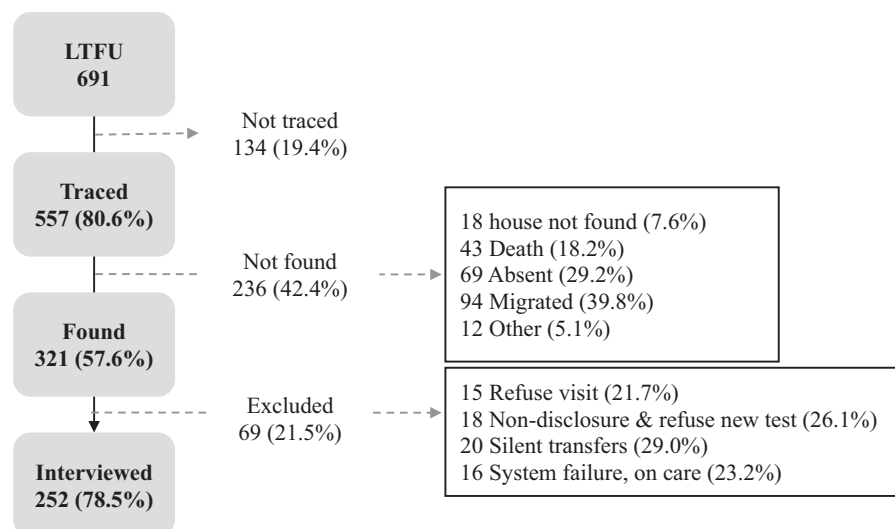 LTFU
691
Not traced
134 (19.4%)
Traced
557 (80.6%)
Not found
236 (42.4%)
18 house not found (7.6%)
43 Death (18.2%)
69 Absent (29.2%)
94 Migrated (39.8%)
12 Other (5.1%)
Found
321 (57.6%)
Excluded
69 (21.5%)
15 Refuse visit (21.7%)
18 Non-disclosure & refuse new test (26.1%)
20 Silent transfers (29.0%)
16 System failure, on care (23.2%)
Interviewed
252 (78.5%)